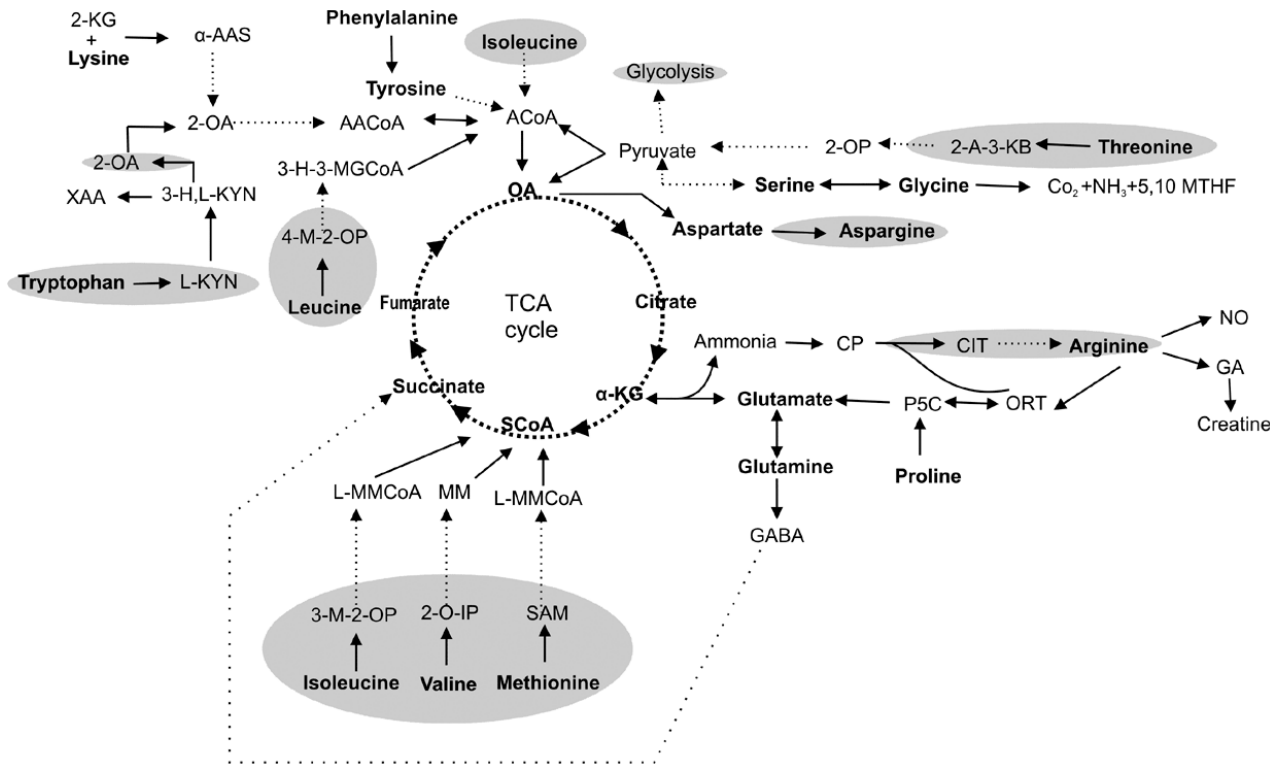 2-KG
+
Lysine
α-AAS
Phenylalanine
Isoleucine
Glycolysis
Tyrosine
2-OA
AACoA
ACoA
Pyruvate
2-OP
2-A-3-KB
Threonine
2-OA
3-H-3-MGCoA
XAA
3-H,L-KYN
OA
Serine
Glycine
Co2 +NH3+5,10 MTHF
4-M-2-OP
Aspartate
Aspargine
Tryptophan
L-KYN
Leucine
Fumarate
TCA
cycle
Citrate
Ammonia
CP
CIT
Arginine
NO
GA
Succinate
α-KG
Glutamate
P5C
ORT
Creatine
SCoA
Glutamine
Proline
L-MMCoA
MM
L-MMCoA
GABA
3-M-2-OP
2-O-IP
SAM
Isoleucine
Valine
Methionine